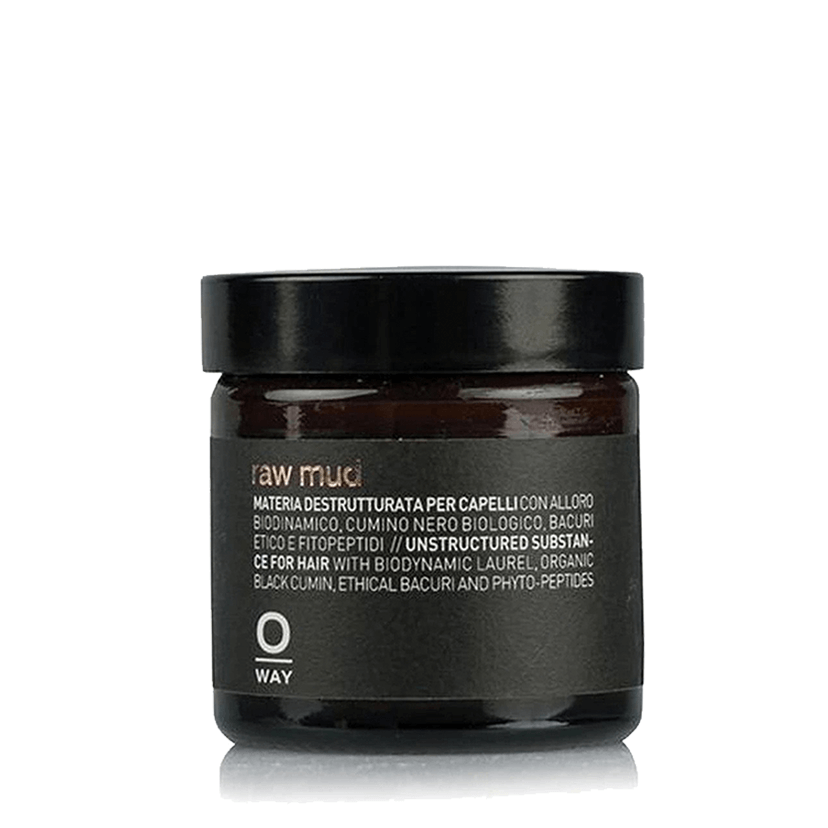 raw mud
MATERIA DESTRUTTURATA PER CAPELLI CON ALLORO
BIODINAMICO, CUMINO NERO BIOLOGICO, BACURI
ETICO E FITOPEPTIDI // UNSTRUCTURED SUBSTAN-
CE FOR HAIR WITH BIODYNAMIC LAUREL, ORGANIC
BLACK CUMIN, ETHICAL BACURI AND PHYTO-PEPTIDES
O
WAY